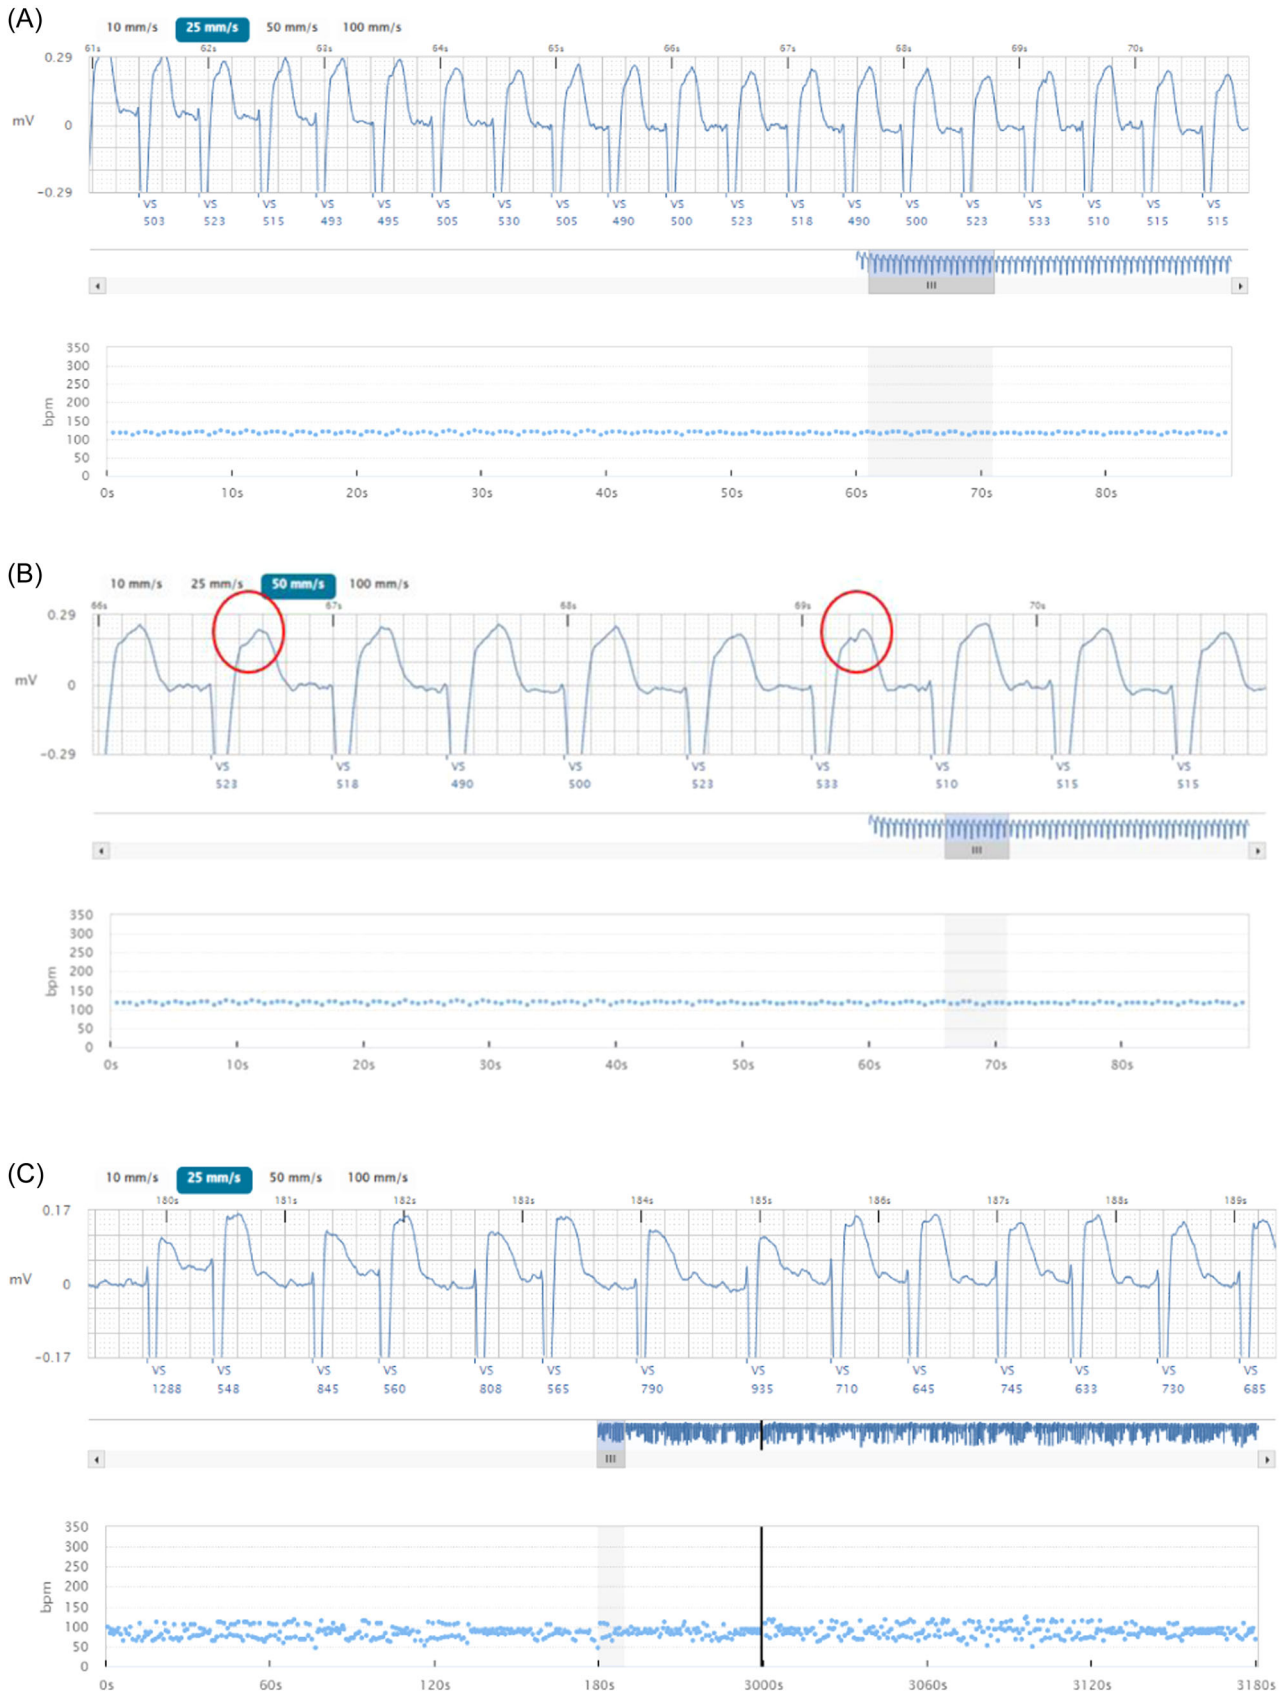 (A)
10 mm/s 25 mm/s 50 mm/s 100 mm/s
61s 62s 63s 64s 65s 66s 67s 68s 69s 70s
0.29
mV 0
-0.29
VS VS VS VS VS VS VS VS VS VS VS VS VS VS VS VS VS VS VS
503 523 515 493 495 505 530 505 490 500 523 518 490 500 523 533 510 515 515
350
300
250
200
bpm
150
100
50
0
0s 10s 20s 30s 40s 50s 60s 70s 80s
(B)
10 mm/s 25 mm/s 50 mm/s 100 mm/s
66s 67s 68s 69s 70s
0.29
mV 0
-0.29
VS VS VS VS VS VS VS VS VS
523 518 490 500 523 533 510 515 515
350
300
250
200
bpm
150
100
50
0
0s 10s 20s 30s 40s 50s 60s 70s 80s
(C)
10 mm/s 25 mm/s 50 mm/s 100 mm/s
180s 181s 182s 183s 184s 185s 186s 187s 188s 189s
0.17
mV 0
-0.17
VS VS VS VS VS VS VS VS VS VS VS VS VS VS
1288 548 845 560 808 565 790 935 710 645 745 633 730 685
350
300
250
200
bpm
150
100
50
0
0s 60s 120s 180s 3000s 3060s 3120s 3180s